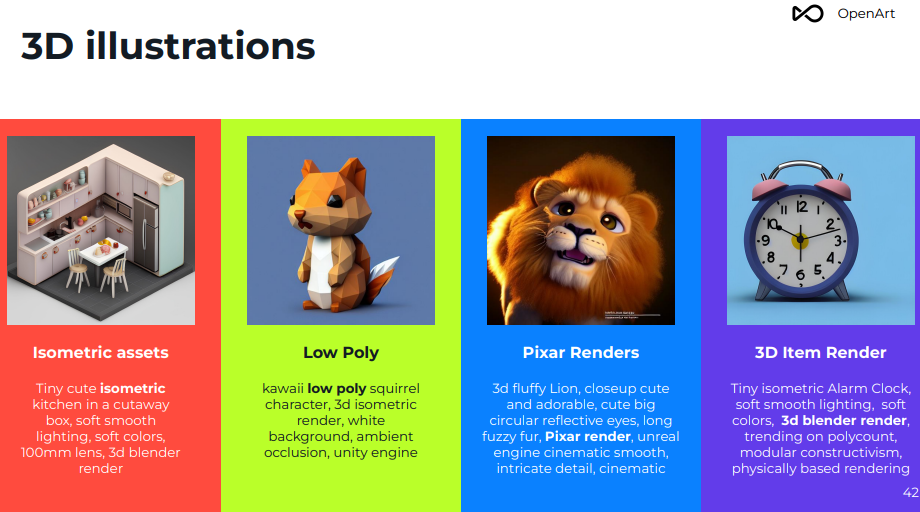 OpenArt
3D illustrations
Isometric assets
Tiny cute isometric
kitchen in a cutaway
box, soft smooth
lighting, soft colors,
100mm lens, 3d blender
render
Low Poly
kawaii low poly squirrel
character, 3d isometric
render, white
background, ambient
occlusion, unity engine
Pixar Renders
3d fluffy Lion, closeup cute
and adorable, cute big
circular reflective eyes, long
fuzzy fur, Pixar render, unreal
engine cinematic smooth,
intricate detail, cinematic
12
2
3
4
5
6
7
8
9
10
3D Item Render
Tiny isometric Alarm Clock,
soft smooth lighting, soft
colors, 3d blender render,
trending on polycount,
modular constructivism,
physically based rendering
42